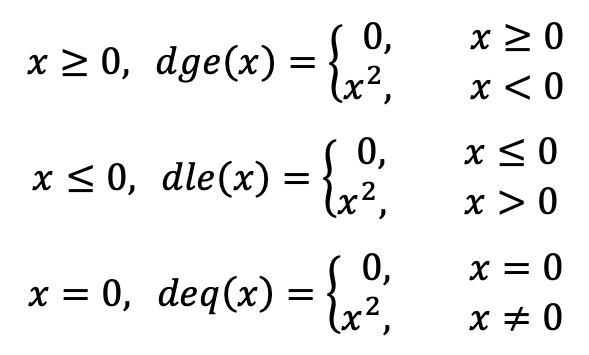 x ≥ 0, dge(x) = { 0, x ≥ 0
x², x < 0
x ≤ 0, dle(x) = { 0, x ≤ 0
x², x > 0
x = 0, deq(x) = { 0, x = 0
x², x ≠ 0